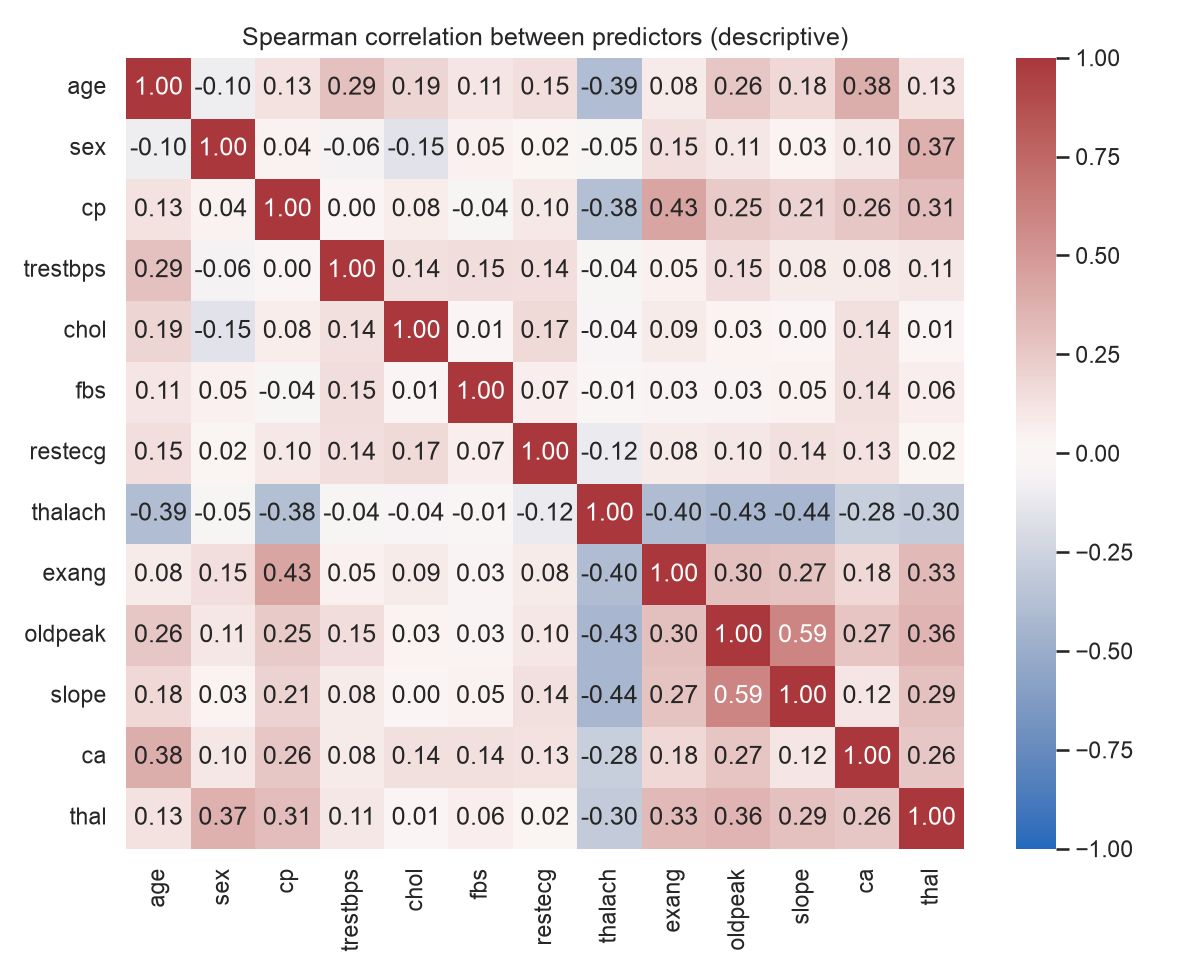 Spearman correlation between predictors (descriptive)
age 1.00 -0.10 0.13 0.29 0.19 0.11 0.15 -0.39 0.08 0.26 0.18 0.38 0.13
sex -0.10 1.00 0.04 -0.06 -0.15 0.05 0.02 -0.05 0.15 0.11 0.03 0.10 0.37
cp 0.13 0.04 1.00 0.00 0.08 -0.04 0.10 -0.38 0.43 0.25 0.21 0.26 0.31
trestbps 0.29 -0.06 0.00 1.00 0.14 0.15 0.14 -0.04 0.05 0.15 0.08 0.08 0.11
chol 0.19 -0.15 0.08 0.14 1.00 0.01 0.17 -0.04 0.09 0.03 0.00 0.14 0.01
fbs 0.11 0.05 -0.04 0.15 0.01 1.00 0.07 -0.01 0.03 0.03 0.05 0.14 0.06
restecg 0.15 0.02 0.10 0.14 0.17 0.07 1.00 -0.12 0.08 0.10 0.14 0.13 0.02
thalach -0.39 -0.05 -0.38 -0.04 -0.04 -0.01 -0.12 1.00 -0.40 -0.43 -0.44 -0.28 -0.30
exang 0.08 0.15 0.43 0.05 0.09 0.03 0.08 -0.40 1.00 0.30 0.27 0.18 0.33
oldpeak 0.26 0.11 0.25 0.15 0.03 0.03 0.10 -0.43 0.30 1.00 0.59 0.27 0.36
slope 0.18 0.03 0.21 0.08 0.00 0.05 0.14 -0.44 0.27 0.59 1.00 0.12 0.29
ca 0.38 0.10 0.26 0.08 0.14 0.14 0.13 -0.28 0.18 0.27 0.12 1.00 0.26
thal 0.13 0.37 0.31 0.11 0.01 0.06 0.02 -0.30 0.33 0.36 0.29 0.26 1.00
age sex cp trestbps chol fbs restecg thalach exang oldpeak slope ca thal
1.00
0.75
0.50
0.25
0.00
−0.25
−0.50
−0.75
−1.00